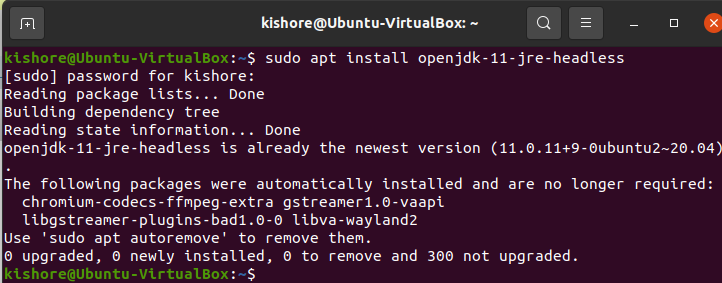 kishore@Ubuntu-VirtualBox: ~
kishore@Ubuntu-VirtualBox:~$ sudo apt install openjdk-11-jre-headless
[sudo] password for kishore:
Reading package lists... Done
Building dependency tree
Reading state information... Done
openjdk-11-jre-headless is already the newest version (11.0.11+9-0ubuntu2~20.04)
.
The following packages were automatically installed and are no longer required:
  chromium-codecs-ffmpeg-extra gstreamer1.0-vaapi
  libgstreamer-plugins-bad1.0-0 libva-wayland2
Use 'sudo apt autoremove' to remove them.
0 upgraded, 0 newly installed, 0 to remove and 300 not upgraded.
kishore@Ubuntu-VirtualBox:~$